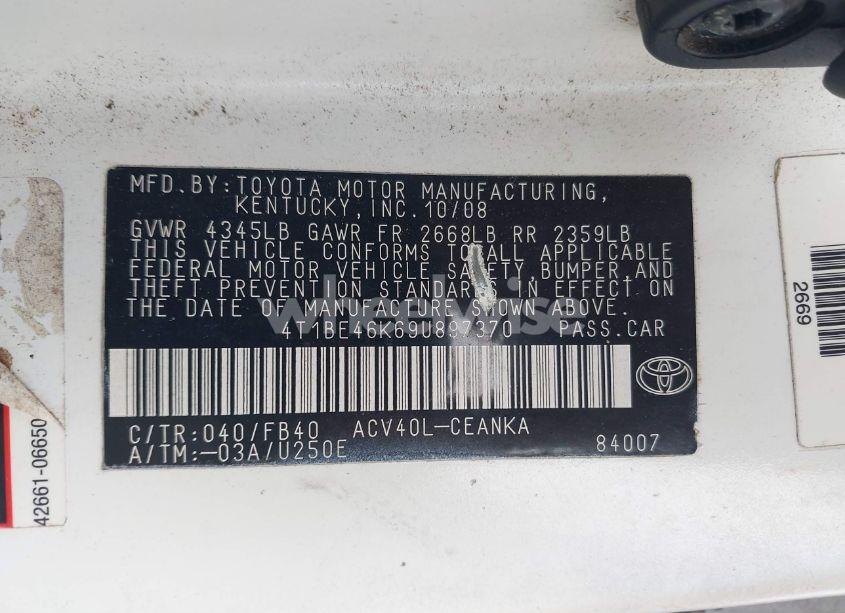 MFD.BY:TOYOTA MOTOR MANUFACTURING,
KENTUCKY,INC.10/08
GVWR 4345LB GAWR FR 2668LB RR 2359LB
THIS VEHICLE CONFORMS TO ALL APPLICABLE
FEDERAL MOTOR VEHICLE SAFETY,BUMPER,AND
THEFT PREVENTION STANDARDS IN EFFECT ON
THE DATE OF MANUFACTURE SHOWN ABOVE.
4T1BE46K69U897370 PASS.CAR
C/TR:040/FB40 ACV40L-CEANKA
A/TM:-03A/U250E 84007
42661-06650
2669
wheelwise